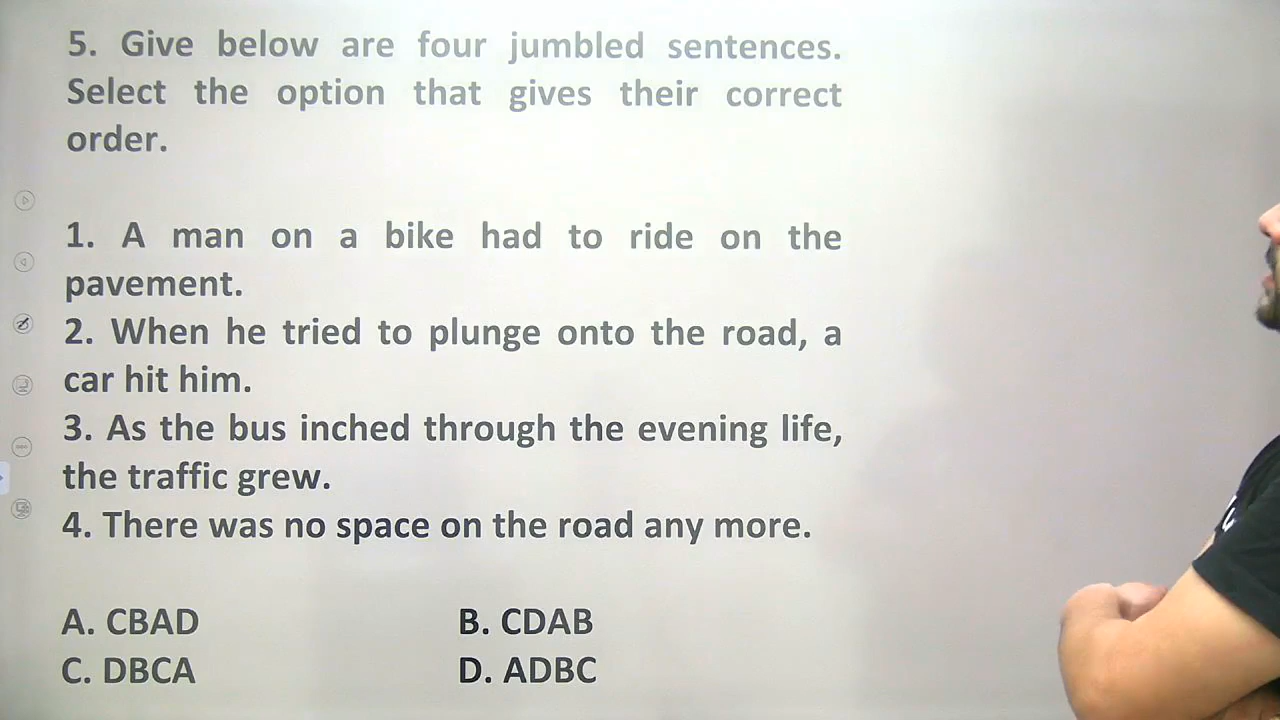 5. Give below are four jumbled sentences.
Select the option that gives their correct
order.
1. A man on a bike had to ride on the
pavement.
2. When he tried to plunge onto the road, a
car hit him.
3. As the bus inched through the evening life,
the traffic grew.
4. There was no space on the road any more.
A. CBAD B. CDAB
C. DBCA D. ADBC